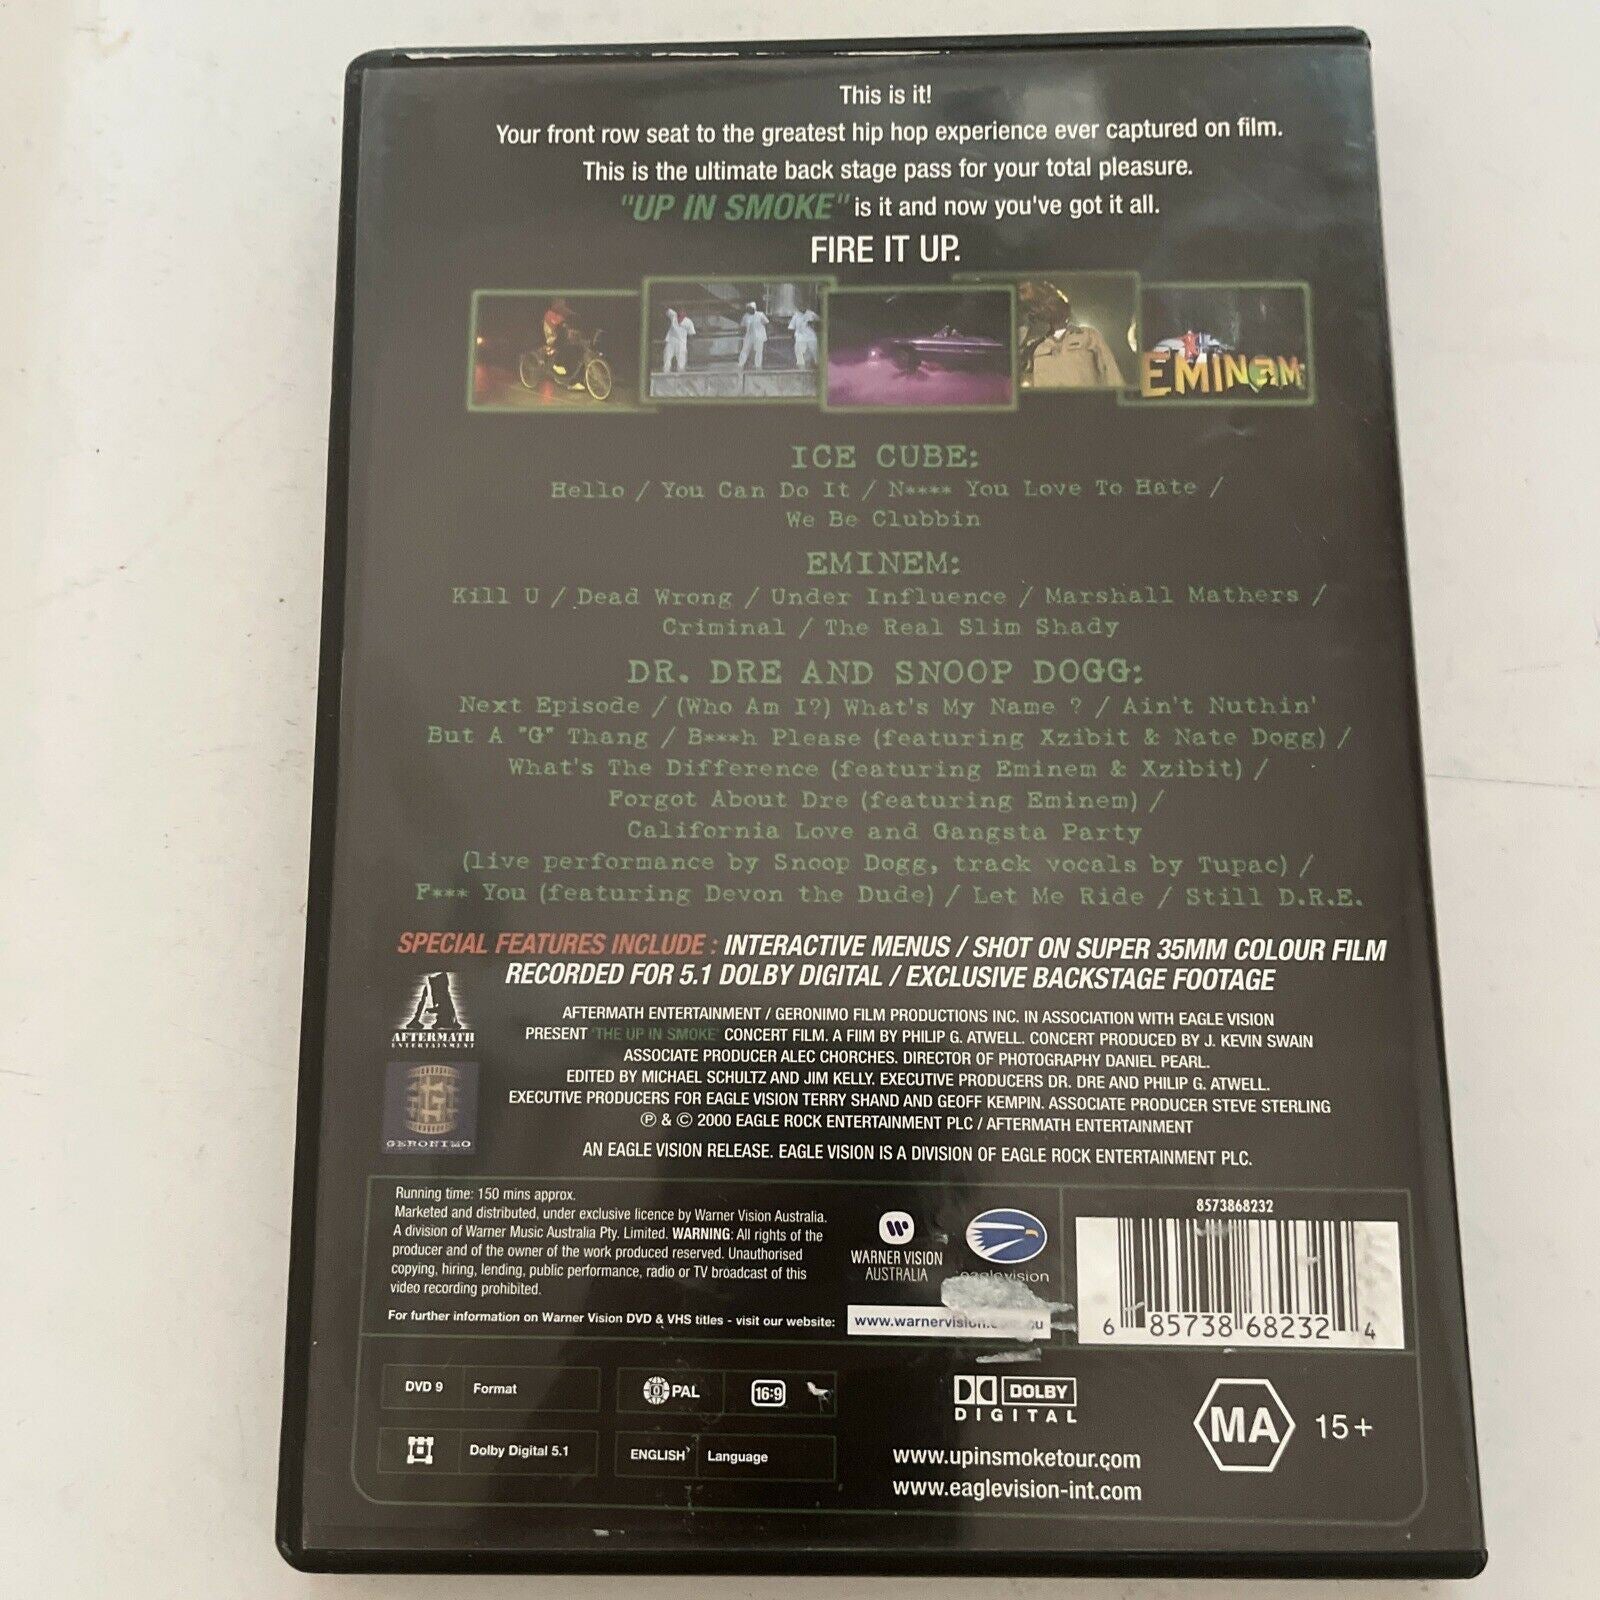 This is it!
Your front row seat to the greatest hip hop experience ever captured on film.
This is the ultimate back stage pass for your total pleasure.
"UP IN SMOKE" is it and now you've got it all.
FIRE IT UP.
EMINEM
ICE CUBE:
Hello / You Can Do It / N**** You Love To Hate /
We Be Clubbin
EMINEM:
Kill U / Dead Wrong / Under Influence / Marshall Mathers /
Criminal / The Real Slim Shady
DR. DRE AND SNOOP DOGG:
Next Episode / (Who Am I?) What's My Name ? / Ain't Nuthin'
But A "G" Thang / B***h Please (featuring Xzibit & Nate Dogg) /
What's The Difference (featuring Eminem & Xzibit) /
Forgot About Dre (featuring Eminem) /
California Love and Gangsta Party
(live performance by Snoop Dogg, track vocals by Tupac) /
F*** You (featuring Devon the Dude) / Let Me Ride / Still D.R.E.
SPECIAL FEATURES INCLUDE : INTERACTIVE MENUS / SHOT ON SUPER 35MM COLOUR FILM
RECORDED FOR 5.1 DOLBY DIGITAL / EXCLUSIVE BACKSTAGE FOOTAGE
A
AFTERMATH
ENTERTAINMENT
G
GERONIMO
AFTERMATH ENTERTAINMENT / GERONIMO FILM PRODUCTIONS INC. IN ASSOCIATION WITH EAGLE VISION
PRESENT 'THE UP IN SMOKE' CONCERT FILM. A FIIM BY PHILIP G. ATWELL. CONCERT PRODUCED BY J. KEVIN SWAIN
ASSOCIATE PRODUCER ALEC CHORCHES. DIRECTOR OF PHOTOGRAPHY DANIEL PEARL.
EDITED BY MICHAEL SCHULTZ AND JIM KELLY. EXECUTIVE PRODUCERS DR. DRE AND PHILIP G. ATWELL.
EXECUTIVE PRODUCERS FOR EAGLE VISION TERRY SHAND AND GEOFF KEMPIN. ASSOCIATE PRODUCER STEVE STERLING
℗ & © 2000 EAGLE ROCK ENTERTAINMENT PLC / AFTERMATH ENTERTAINMENT
AN EAGLE VISION RELEASE. EAGLE VISION IS A DIVISION OF EAGLE ROCK ENTERTAINMENT PLC.
Running time: 150 mins approx.
Marketed and distributed, under exclusive licence by Warner Vision Australia.
A division of Warner Music Australia Pty. Limited. WARNING: All rights of the
producer and of the owner of the work produced reserved. Unauthorised
copying, hiring, lending, public performance, radio or TV broadcast of this
video recording prohibited.
For further information on Warner Vision DVD & VHS titles - visit our website:
WARNER VISION
AUSTRALIA
eaglevision
www.warnervision.com.au
8573868232
6 85738 68232 4
DVD 9 Format
0 PAL
16:9
Dolby Digital 5.1
ENGLISH Language
DOLBY
DIGITAL
www.upinsmoketour.com
www.eaglevision-int.com
MA 15+